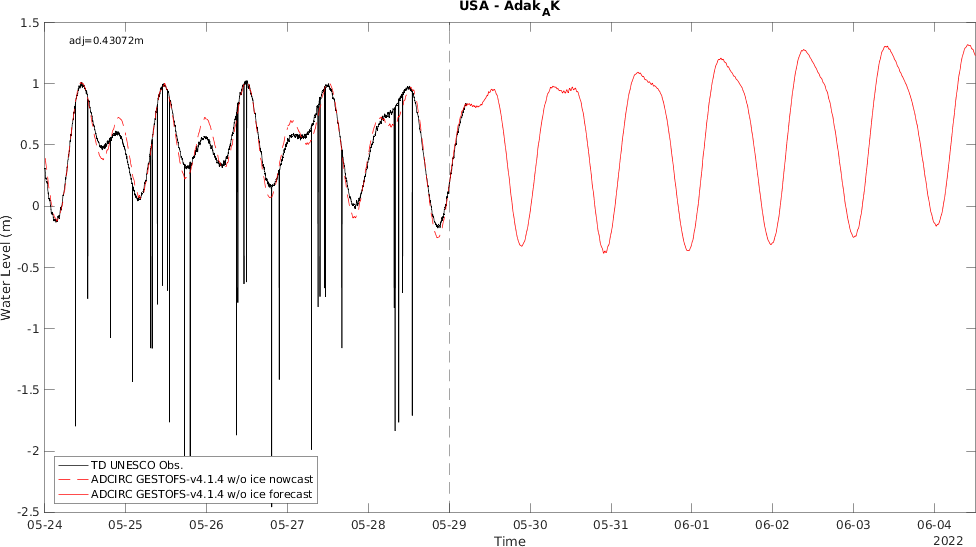 USA - AdakAK
adj=0.43072m
1.5
1
0.5
0
-0.5
-1
-1.5
-2
-2.5
Water Level (m)
TD UNESCO Obs.
ADCIRC GESTOFS-v4.1.4 w/o ice nowcast
ADCIRC GESTOFS-v4.1.4 w/o ice forecast
05-24 05-25 05-26 05-27 05-28 05-29 05-30 05-31 06-01 06-02 06-03 06-04
Time
2022